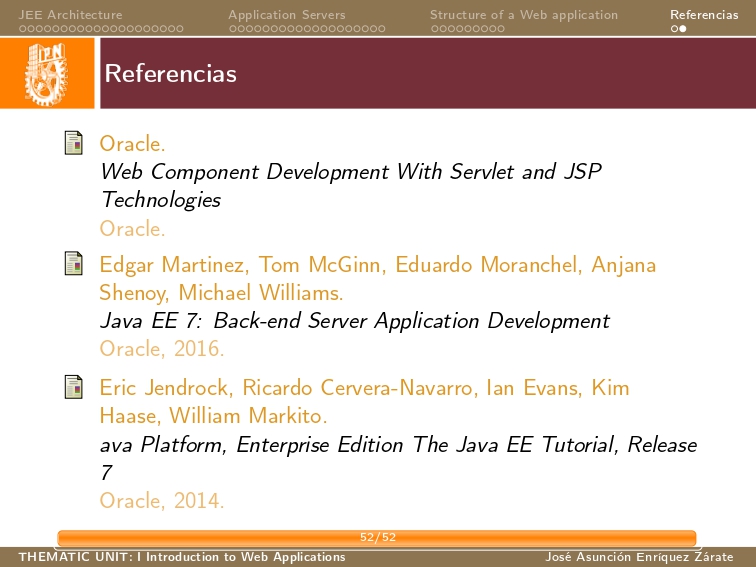 JEE Architecture
Application Servers
Structure of a Web application
Referencias
IPN
Referencias
Oracle.
Web Component Development With Servlet and JSP
Technologies
Oracle.
Edgar Martinez, Tom McGinn, Eduardo Moranchel, Anjana
Shenoy, Michael Williams.
Java EE 7: Back-end Server Application Development
Oracle, 2016.
Eric Jendrock, Ricardo Cervera-Navarro, Ian Evans, Kim
Haase, William Markito.
ava Platform, Enterprise Edition The Java EE Tutorial, Release
7
Oracle, 2014.
52/52
THEMATIC UNIT: I Introduction to Web Applications
José Asunción Enríquez Zárate